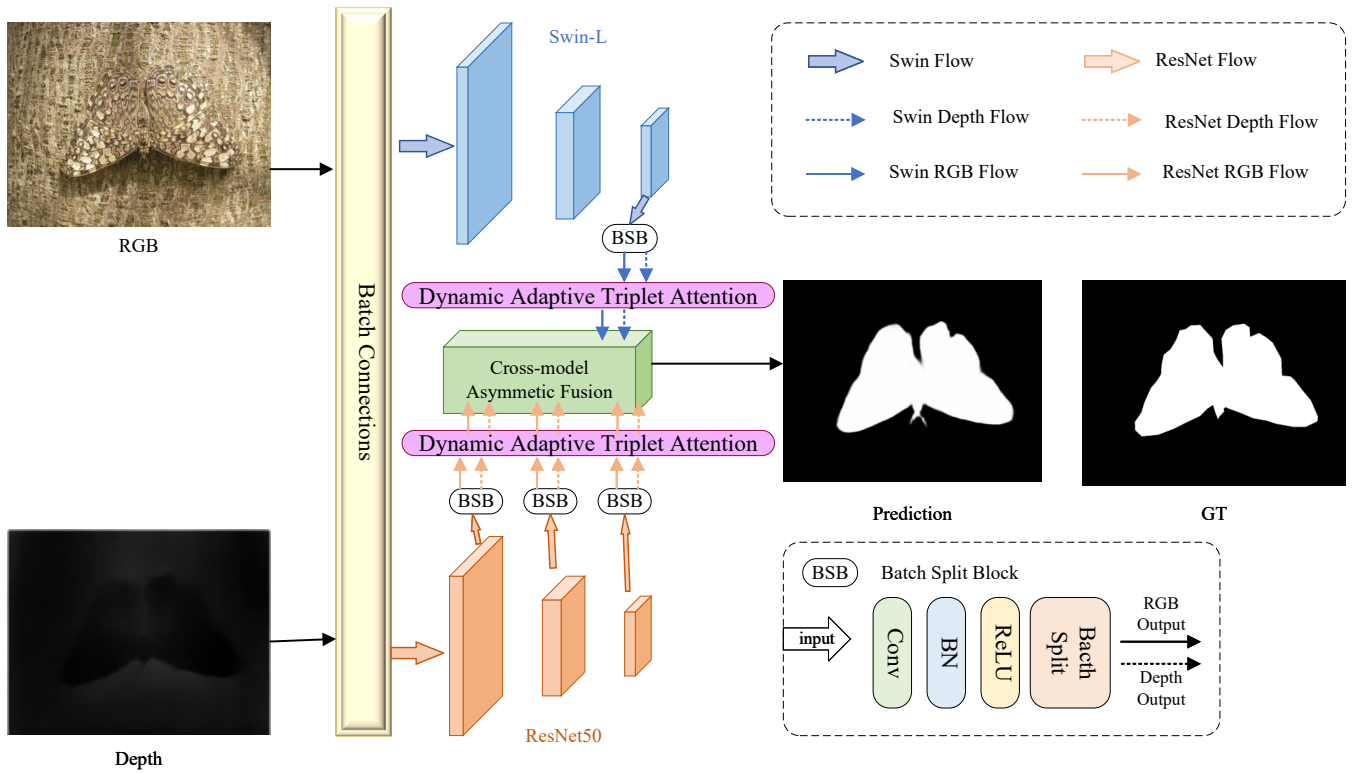 Swin-L
Swin Flow
ResNet Flow
Swin Depth Flow
ResNet Depth Flow
Swin RGB Flow
ResNet RGB Flow
RGB
BSB
Batch Connections
Dynamic Adaptive Triplet Attention
Cross-model
Asymmetic Fusion
Dynamic Adaptive Triplet Attention
BSB
BSB
BSB
Prediction
GT
BSB
Batch Split Block
input
Conv
BN
ReLU
Bacth
Split
RGB
Output
Depth
Output
ResNet50
Depth